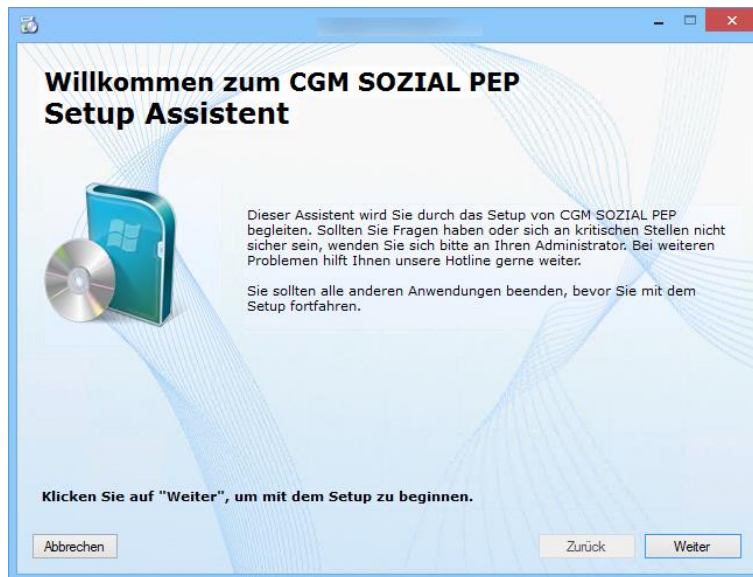 Willkommen zum CGM SOZIAL PEP
Setup Assistent
Dieser Assistent wird Sie durch das Setup von CGM SOZIAL PEP
begleiten. Sollten Sie Fragen haben oder sich an kritischen Stellen nicht
sicher sein, wenden Sie sich bitte an Ihren Administrator. Bei weiteren
Problemen hilft Ihnen unsere Hotline gerne weiter.
Sie sollten alle anderen Anwendungen beenden, bevor Sie mit dem
Setup fortfahren.
Klicken Sie auf "Weiter", um mit dem Setup zu beginnen.
Abbrechen Zurück Weiter